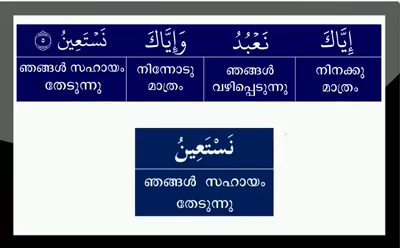 إِيَّاكَ نَعْبُدُ وَإِيَّاكَ نَسْتَعِينُ ٥
നിനക്കു ഞങ്ങൾ നിന്നോടു ഞങ്ങൾ സഹായം
മാത്രം വഴിപ്പെടുന്നു മാത്രം തേടുന്നു
نَسْتَعِينُ
ഞങ്ങൾ സഹായം
തേടുന്നു